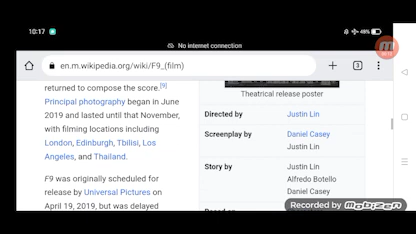 10:17
48%
No internet connection
en.m.wikipedia.org/wiki/F9_(film)
3
returned to compose the score.[9]
Principal photography began in June
2019 and lasted until that November,
with filming locations including
London, Edinburgh, Tbilisi, Los
Angeles, and Thailand.
F9 was originally scheduled for
release by Universal Pictures on
April 19, 2019, but was delayed
Theatrical release poster
Directed by Justin Lin
Screenplay by Daniel Casey
Justin Lin
Story by Justin Lin
Alfredo Botello
Daniel Casey
Recorded by Mobizen